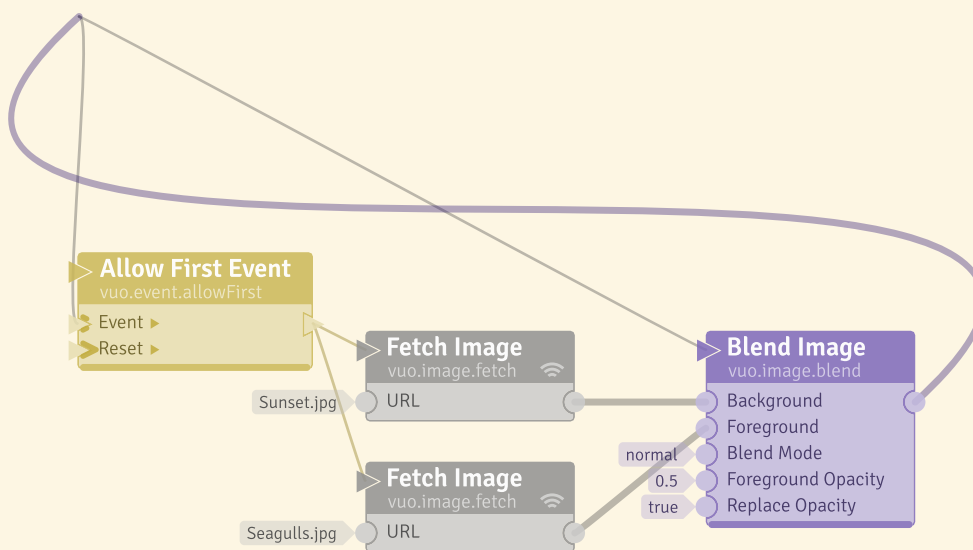 Allow First Event
vuo.event.allowFirst
Event
Reset
Fetch Image
vuo.image.fetch
Sunset.jpg
URL
Fetch Image
vuo.image.fetch
Seagulls.jpg
URL
Blend Image
vuo.image.blend
Background
Foreground
normal
Blend Mode
0.5
Foreground Opacity
true
Replace Opacity